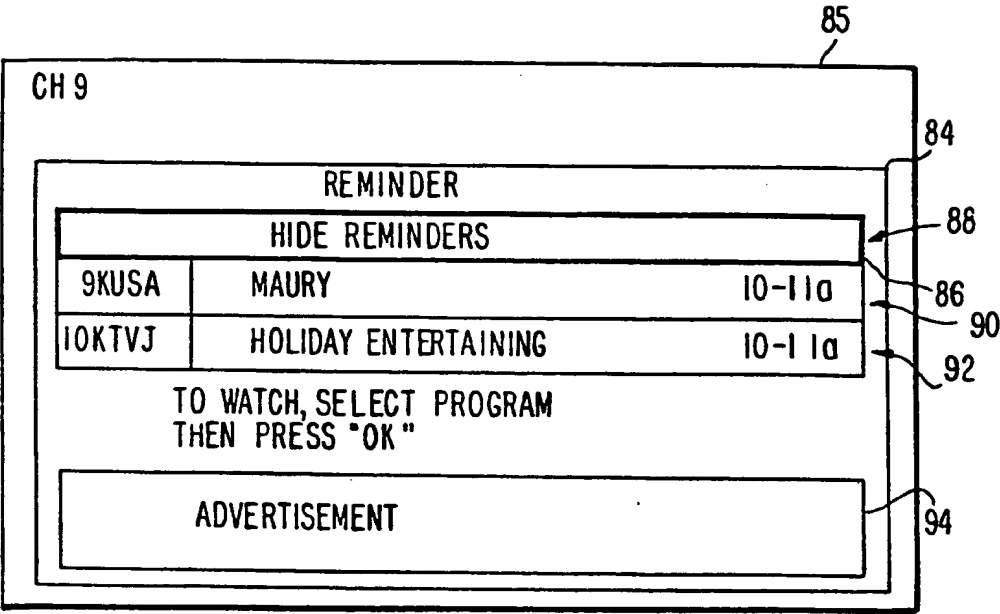 85
CH 9
84
REMINDER
HIDE REMINDERS
88
9KUSA MAURY 10-11a
86
90
10KTVJ HOLIDAY ENTERTAINING 10-11a
92
TO WATCH, SELECT PROGRAM
THEN PRESS "OK"
ADVERTISEMENT
94